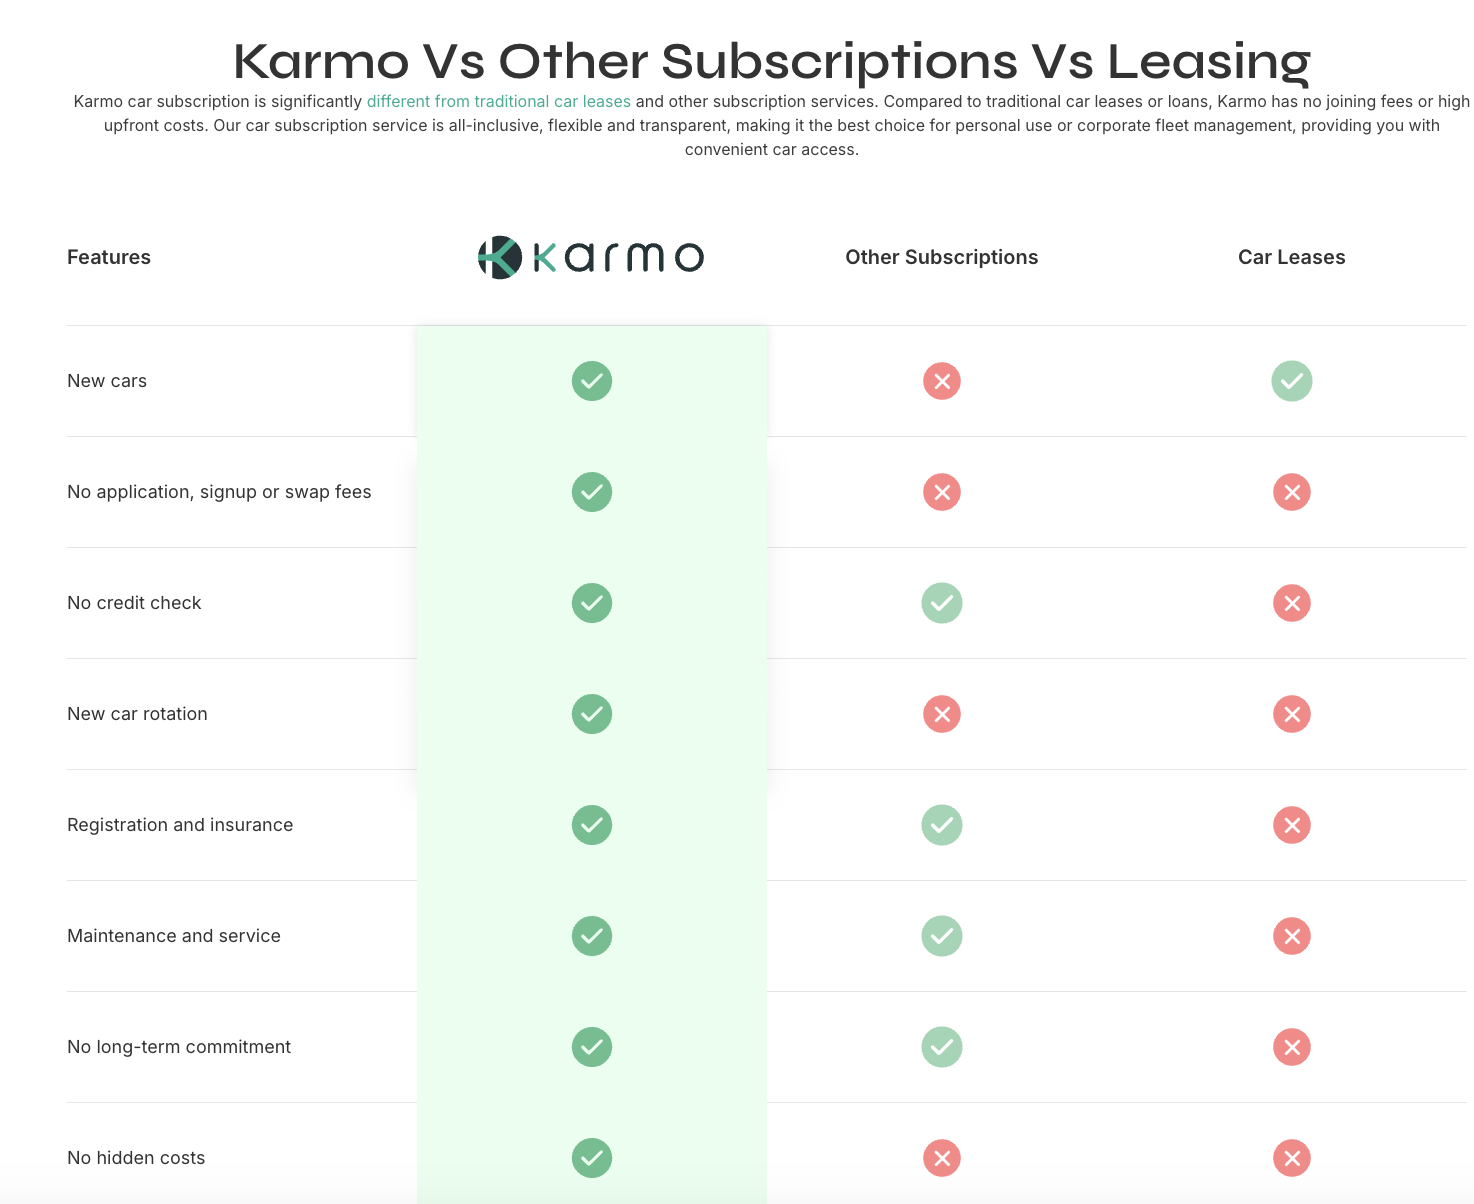 Karmo Vs Other Subscriptions Vs Leasing
Karmo car subscription is significantly different from traditional car leases and other subscription services. Compared to traditional car leases or loans, Karmo has no joining fees or high
upfront costs. Our car subscription service is all-inclusive, flexible and transparent, making it the best choice for personal use or corporate fleet management, providing you with
convenient car access.
Features
karmo
Other Subscriptions
Car Leases
New cars
No application, signup or swap fees
No credit check
New car rotation
Registration and insurance
Maintenance and service
No long-term commitment
No hidden costs